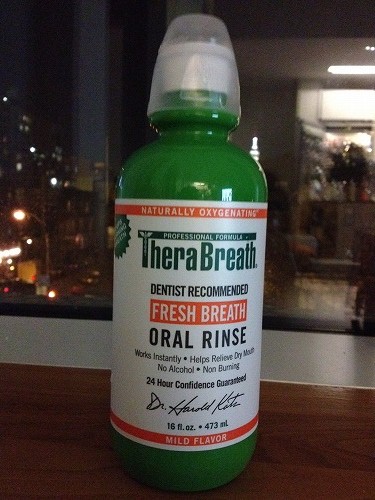 NATURALLY OXYGENATING
PROFESSIONAL FORMULA
TheraBreath
DENTIST RECOMMENDED
FRESH BREATH
ORAL RINSE
Works Instantly • Helps Relieve Dry Mouth
No Alcohol • Non Burning
24 Hour Confidence Guaranteed
Dr. Harold Katz
16 fl. oz. • 473 mL
MILD FLAVOR